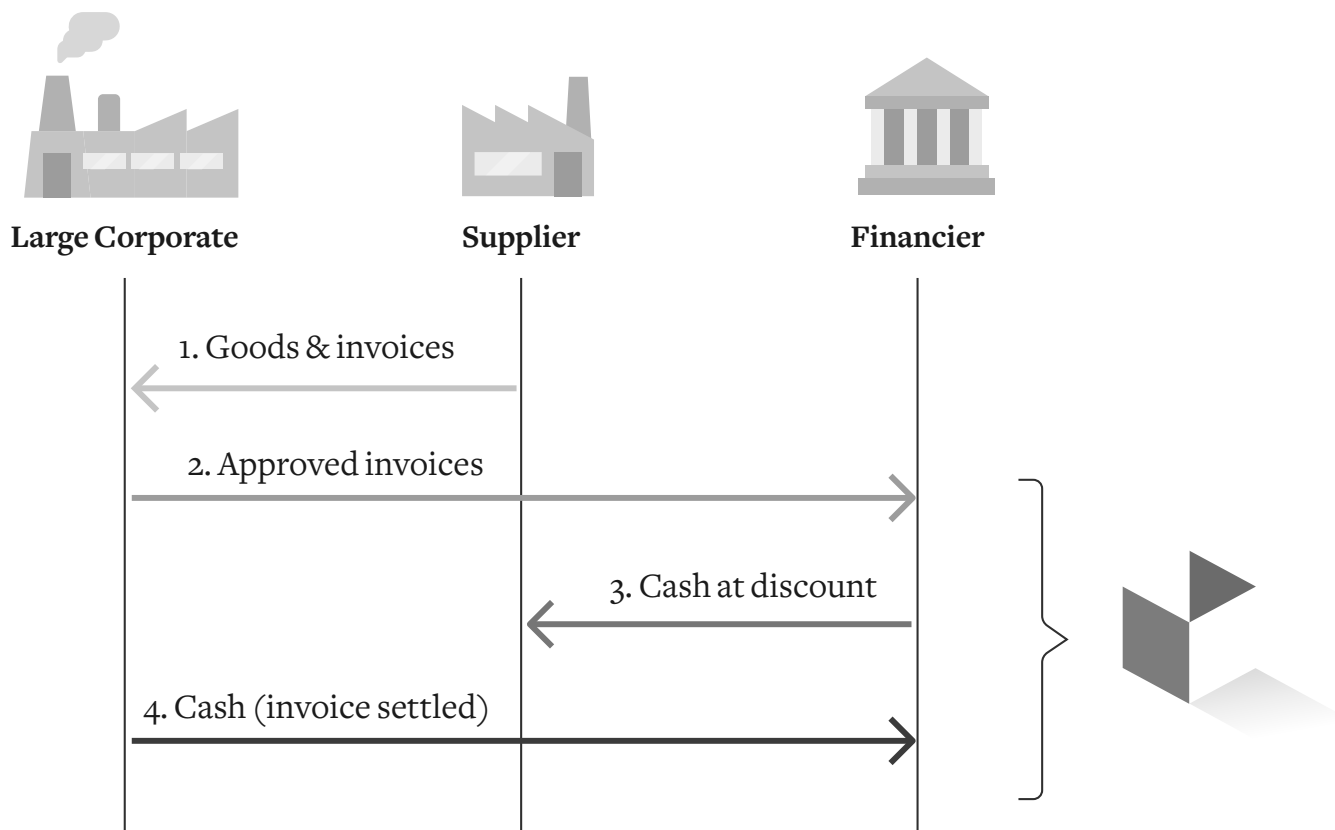 Large Corporate
Supplier
Financier
1. Goods & invoices
2. Approved invoices
3. Cash at discount
4. Cash (invoice settled)